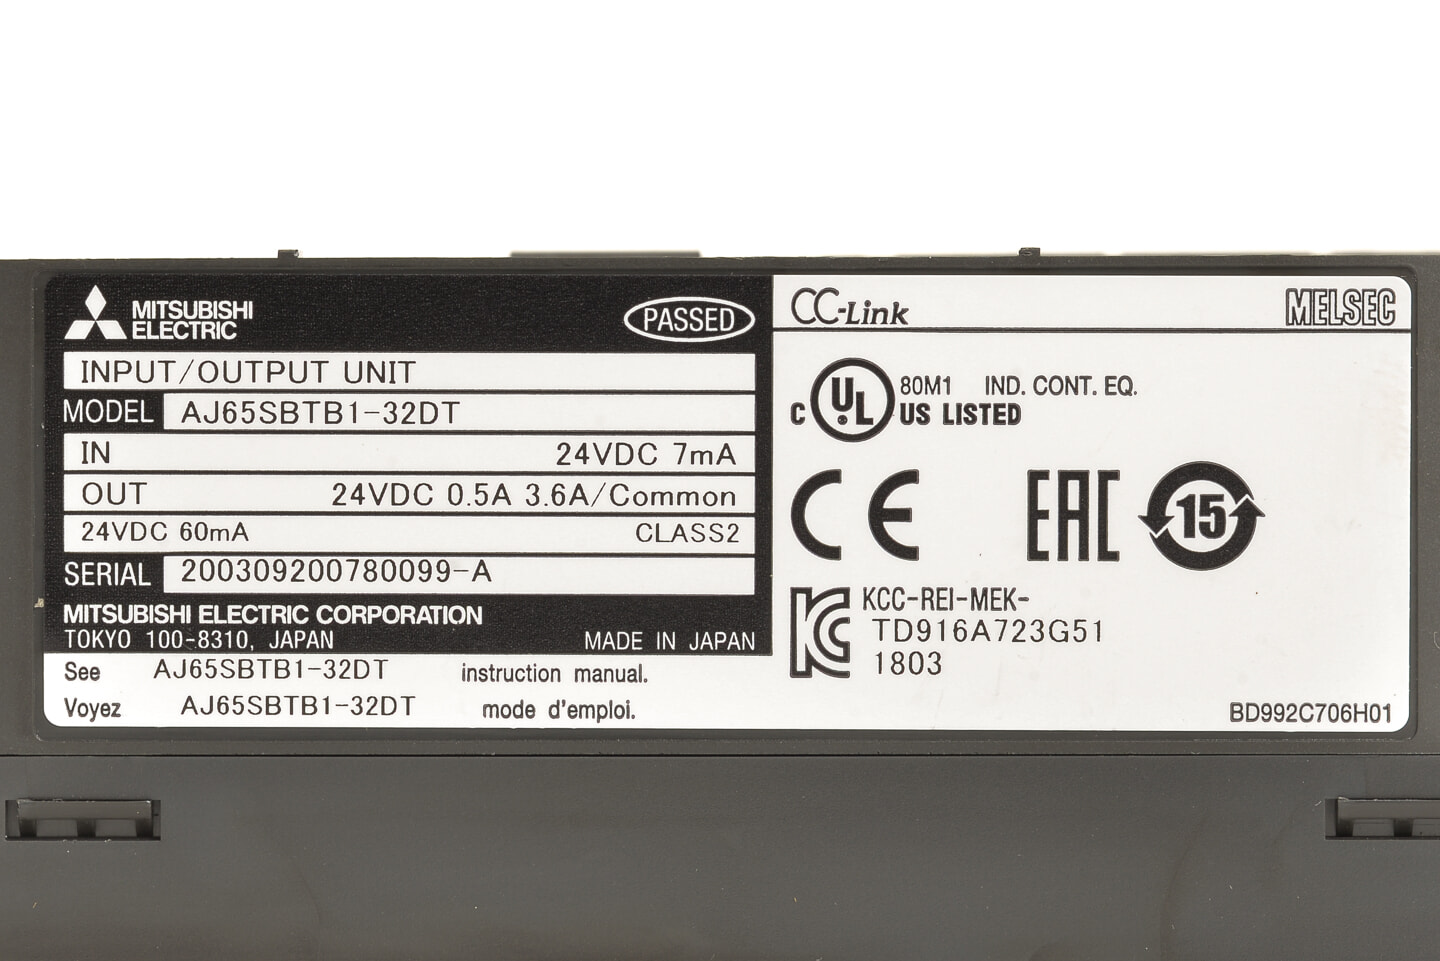 MITSUBISHI
ELECTRIC
PASSED
INPUT/OUTPUT UNIT
MODEL AJ65SBTB1-32DT
IN 24VDC 7mA
OUT 24VDC 0.5A 3.6A/Common
24VDC 60mA CLASS2
SERIAL 200309200780099-A
MITSUBISHI ELECTRIC CORPORATION
TOKYO 100-8310, JAPAN MADE IN JAPAN
See AJ65SBTB1-32DT instruction manual.
Voyez AJ65SBTB1-32DT mode d'emploi.
CC-Link MELSEC
C UL 80M1 IND. CONT. EQ.
US LISTED
CE EAC 15
KC KCC-REI-MEK-
TD916A723G51
1803
BD992C706H01